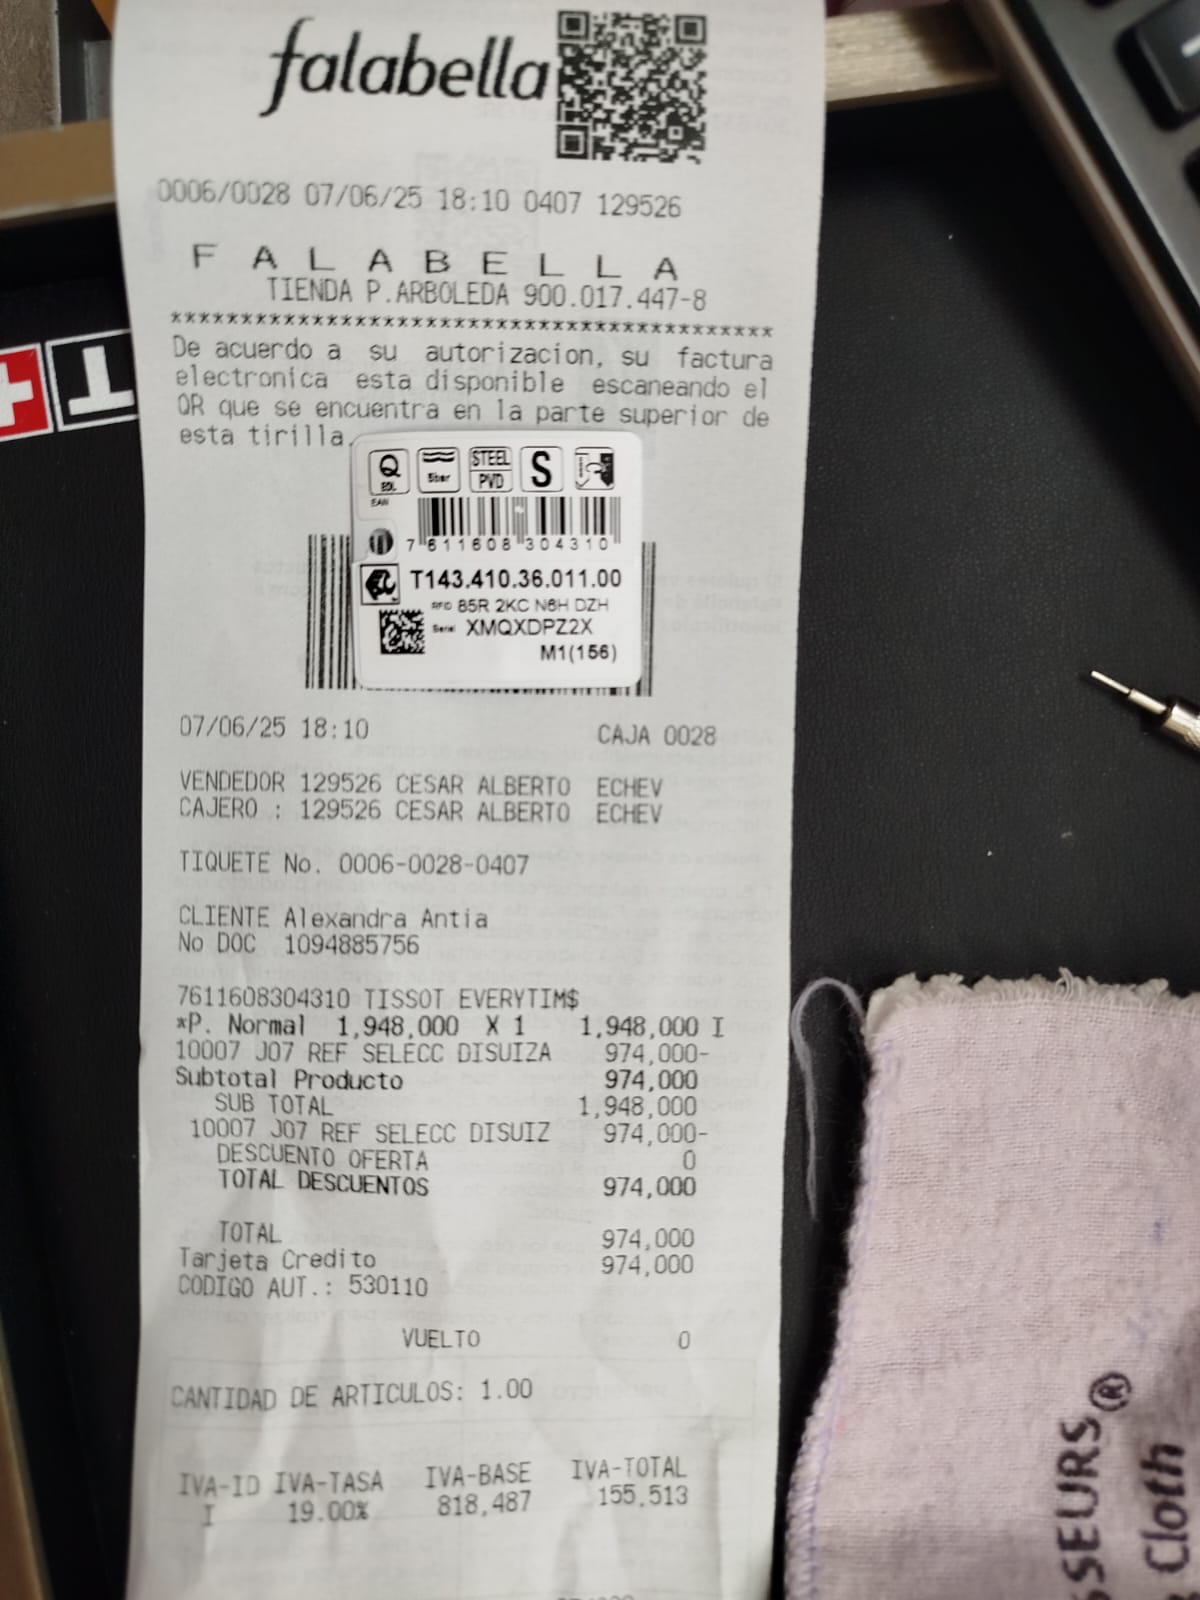 falabella
0006/0028 07/06/25 18:10 0407 129526
F A L A B E L L A
TIENDA P.ARBOLEDA 900.017.447-8
*******************************************
De acuerdo a su autorizacion, su factura
electronica esta disponible escaneando el
QR que se encuentra en la parte superior de
esta tirilla.
Q EOL
5bar
STEEL PVD
S
EAN
7 611608 304310
T143.410.36.011.00
RFID 85R 2KC N6H DZH
Serial XMQXDPZ2X
M1(156)
07/06/25 18:10 CAJA 0028
VENDEDOR 129526 CESAR ALBERTO ECHEV
CAJERO : 129526 CESAR ALBERTO ECHEV
TIQUETE No. 0006-0028-0407
CLIENTE Alexandra Antia
No DOC 1094885756
7611608304310 TISSOT EVERYTIM$
*P. Normal 1,948,000 X 1 1,948,000 I
10007 J07 REF SELECC DISUIZA 974,000-
Subtotal Producto 974,000
SUB TOTAL 1,948,000
10007 J07 REF SELECC DISUIZ 974,000-
DESCUENTO OFERTA 0
TOTAL DESCUENTOS 974,000
TOTAL 974,000
Tarjeta Credito 974,000
CODIGO AUT.: 530110
VUELTO 0
CANTIDAD DE ARTICULOS: 1.00
IVA-ID IVA-TASA IVA-BASE IVA-TOTAL
I 19.00% 818,487 155,513
T
SSEURS®
Cloth